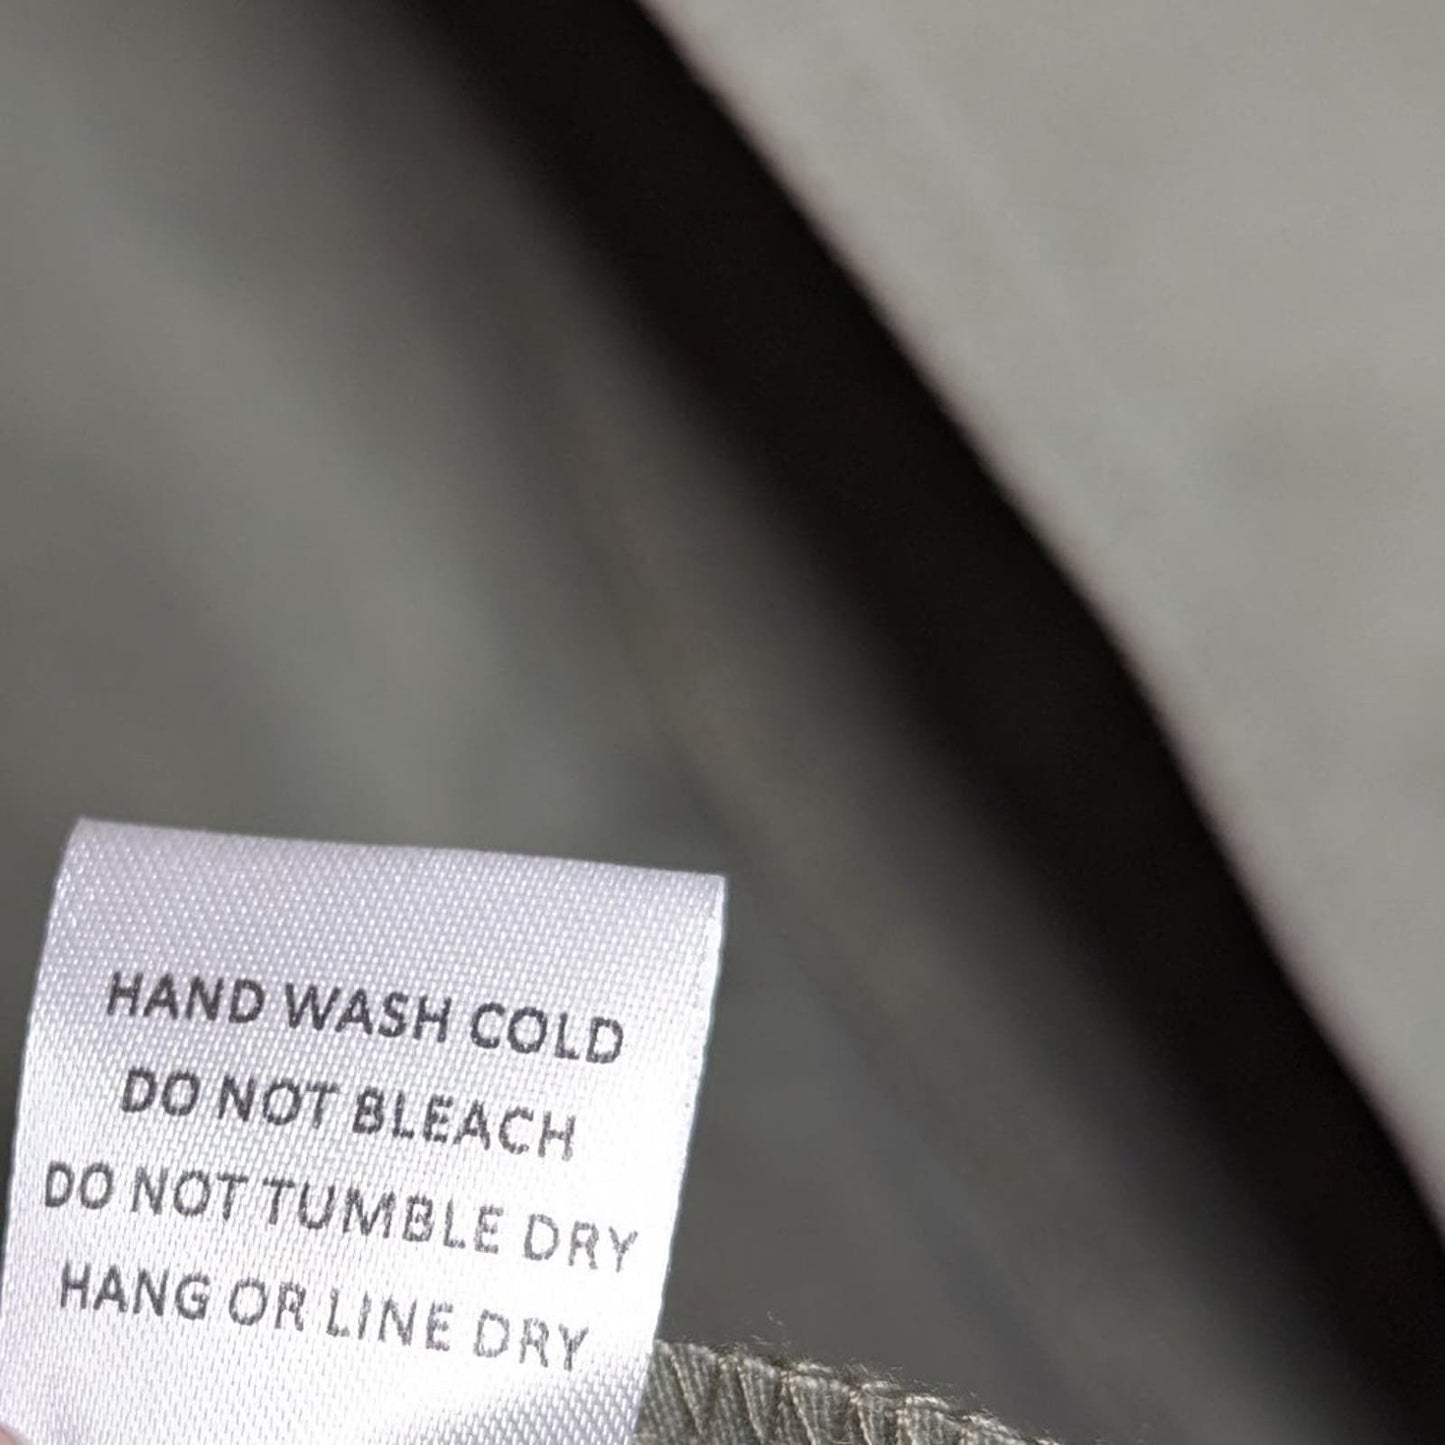 HAND WASH COLD
DO NOT BLEACH
DO NOT TUMBLE DRY
HANG OR LINE DRY